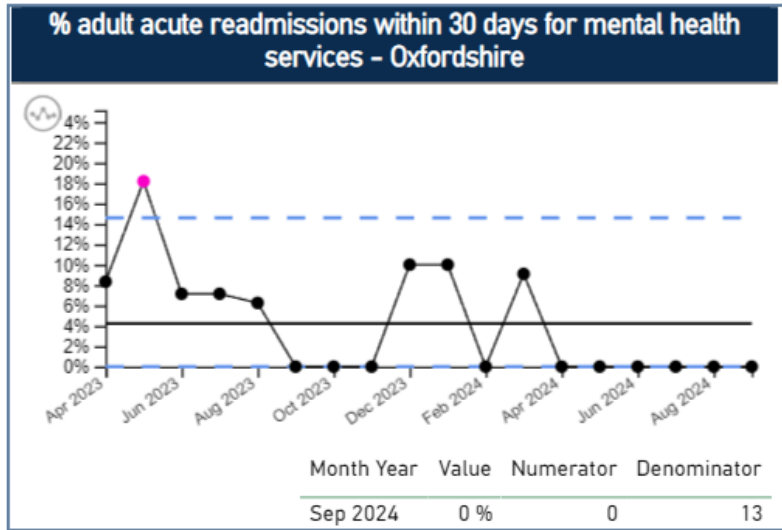 % adult acute readmissions within 30 days for mental health
services - Oxfordshire
4%
22%
20%
18%
16%
14%
12%
10%
8%
6%
4%
2%
0%
Apr 2023 Jun 2023 Aug 2023 Oct 2023 Dec 2023 Feb 2024 Apr 2024 Jun 2024 Aug 2024
Month Year Value Numerator Denominator
Sep 2024 0 % 0 13